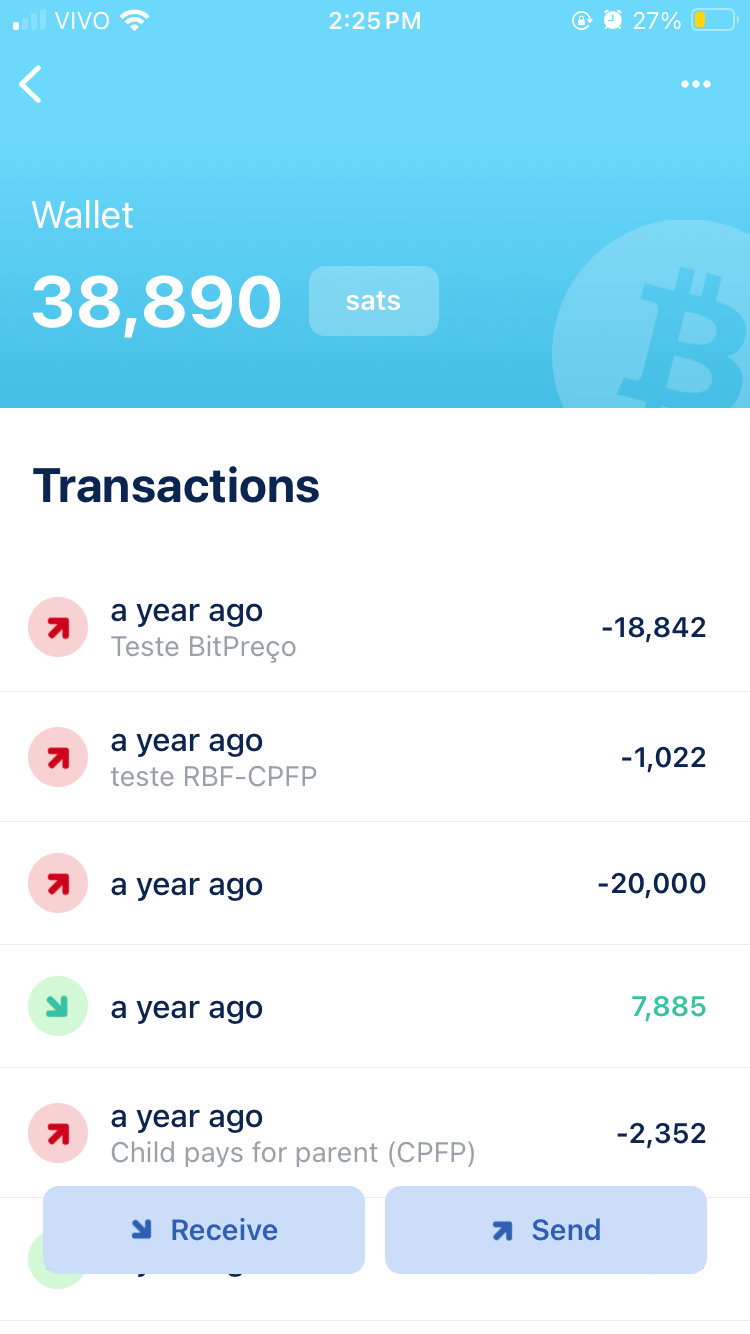 VIVO 2:25 PM 27%
Wallet
38,890 sats
Transactions
a year ago
Teste BitPreço
-18,842
a year ago
teste RBF-CPFP
-1,022
a year ago
-20,000
a year ago
7,885
a year ago
Child pays for parent (CPFP)
-2,352
Receive
Send